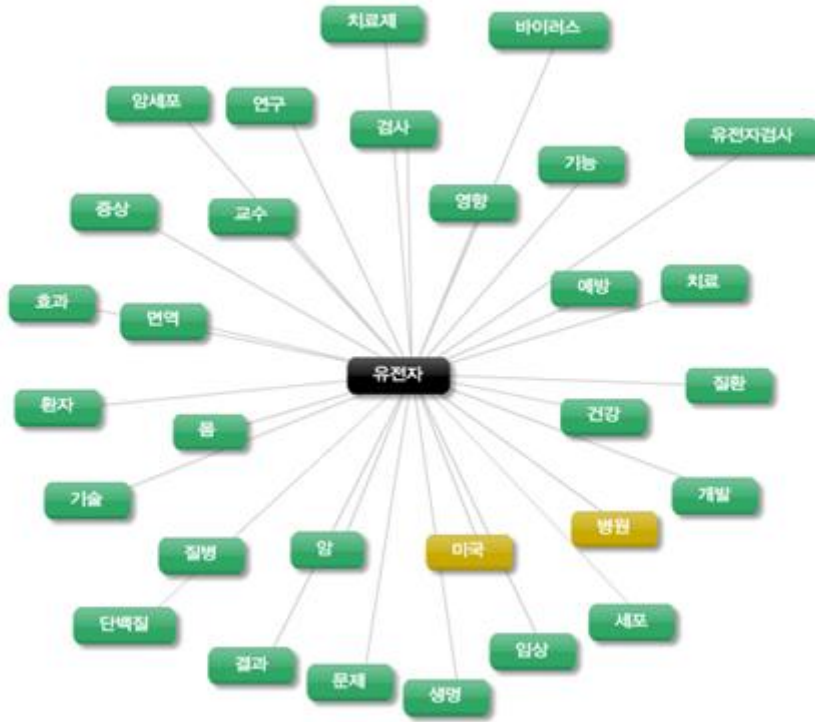 치료제
바이러스
암세포
연구
검사
유전자검사
기능
증상
교수
영향
예방
치료
효과
면역
유전자
질환
환자
몸
건강
기술
개발
질병
암
미국
병원
단백질
세포
결과
문제
생명
임상